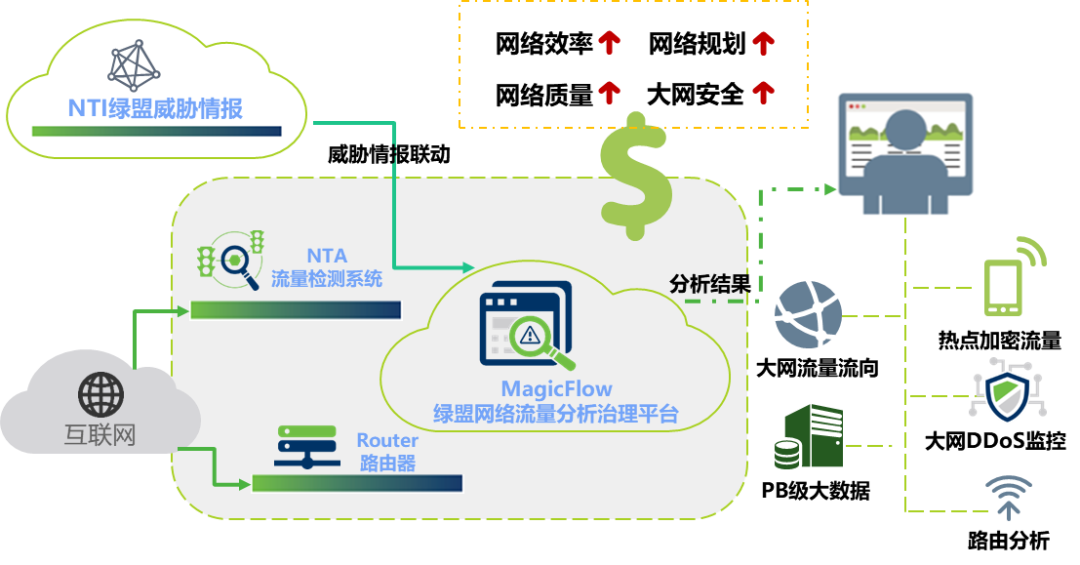 网络效率 网络规划
网络质量 大网安全
NTI绿盟威胁情报
威胁情报联动
NTA
流量检测系统
分析结果
MagicFlow
绿盟网络流量分析治理平台
互联网
Router
路由器
大网流量流向
热点加密流量
大网DDoS监控
PB级大数据
路由分析